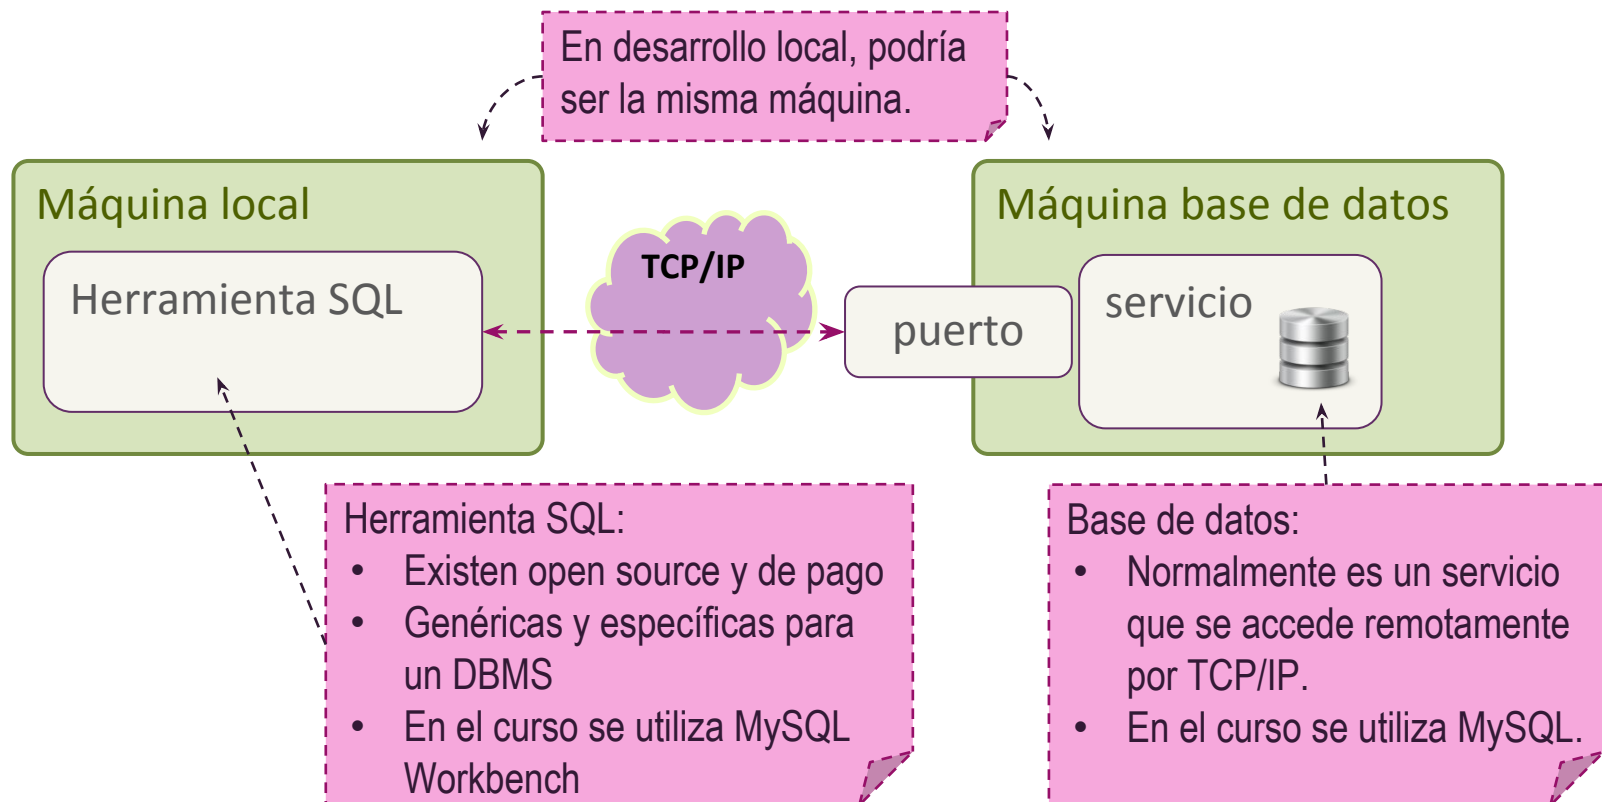 En desarrollo local, podría
ser la misma máquina.
Máquina local
Herramienta SQL
TCP/IP
puerto
Máquina base de datos
servicio
Herramienta SQL:
• Existen open source y de pago
• Genéricas y específicas para
un DBMS
• En el curso se utiliza MySQL
Workbench
Base de datos:
• Normalmente es un servicio
que se accede remotamente
por TCP/IP.
• En el curso se utiliza MySQL.